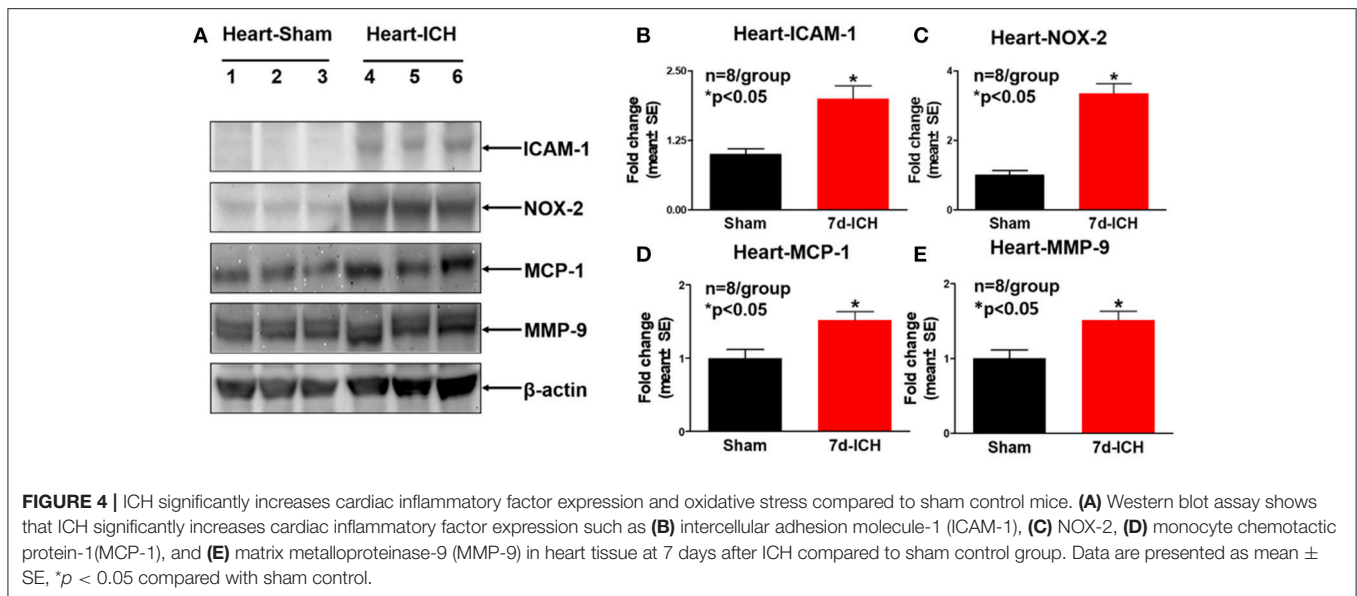 A
Heart-Sham Heart-ICH
1 2 3 4 5 6
ICAM-1
NOX-2
MCP-1
MMP-9
β-actin
B
Heart-ICAM-1
n=8/group
*p<0.05
*
Fold change
(mean± SE)
2.50
1.25
0.00
Sham 7d-ICH
C
Heart-NOX-2
n=8/group
*p<0.05
*
Fold change
(mean± SE)
4
2
0
Sham 7d-ICH
D
Heart-MCP-1
n=8/group
*p<0.05
*
Fold change
(mean± SE)
2
1
0
Sham 7d-ICH
E
Heart-MMP-9
n=8/group
*p<0.05
*
Fold change
(mean± SE)
2
1
0
Sham 7d-ICH
FIGURE 4 | ICH significantly increases cardiac inflammatory factor expression and oxidative stress compared to sham control mice. (A) Western blot assay shows
that ICH significantly increases cardiac inflammatory factor expression such as (B) intercellular adhesion molecule-1 (ICAM-1), (C) NOX-2, (D) monocyte chemotactic
protein-1(MCP-1), and (E) matrix metalloproteinase-9 (MMP-9) in heart tissue at 7 days after ICH compared to sham control group. Data are presented as mean ±
SE, *p < 0.05 compared with sham control.